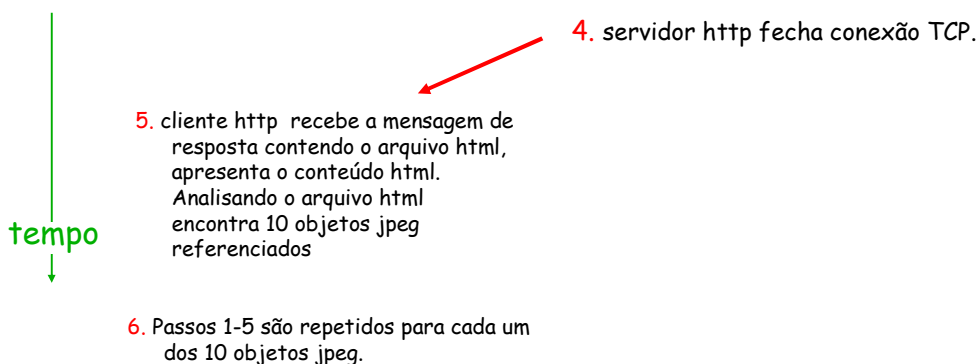 4. servidor http fecha conexão TCP.
5. cliente http recebe a mensagem de
resposta contendo o arquivo html,
apresenta o conteúdo html.
Analisando o arquivo html
encontra 10 objetos jpeg
referenciados
tempo
6. Passos 1-5 são repetidos para cada um
dos 10 objetos jpeg.